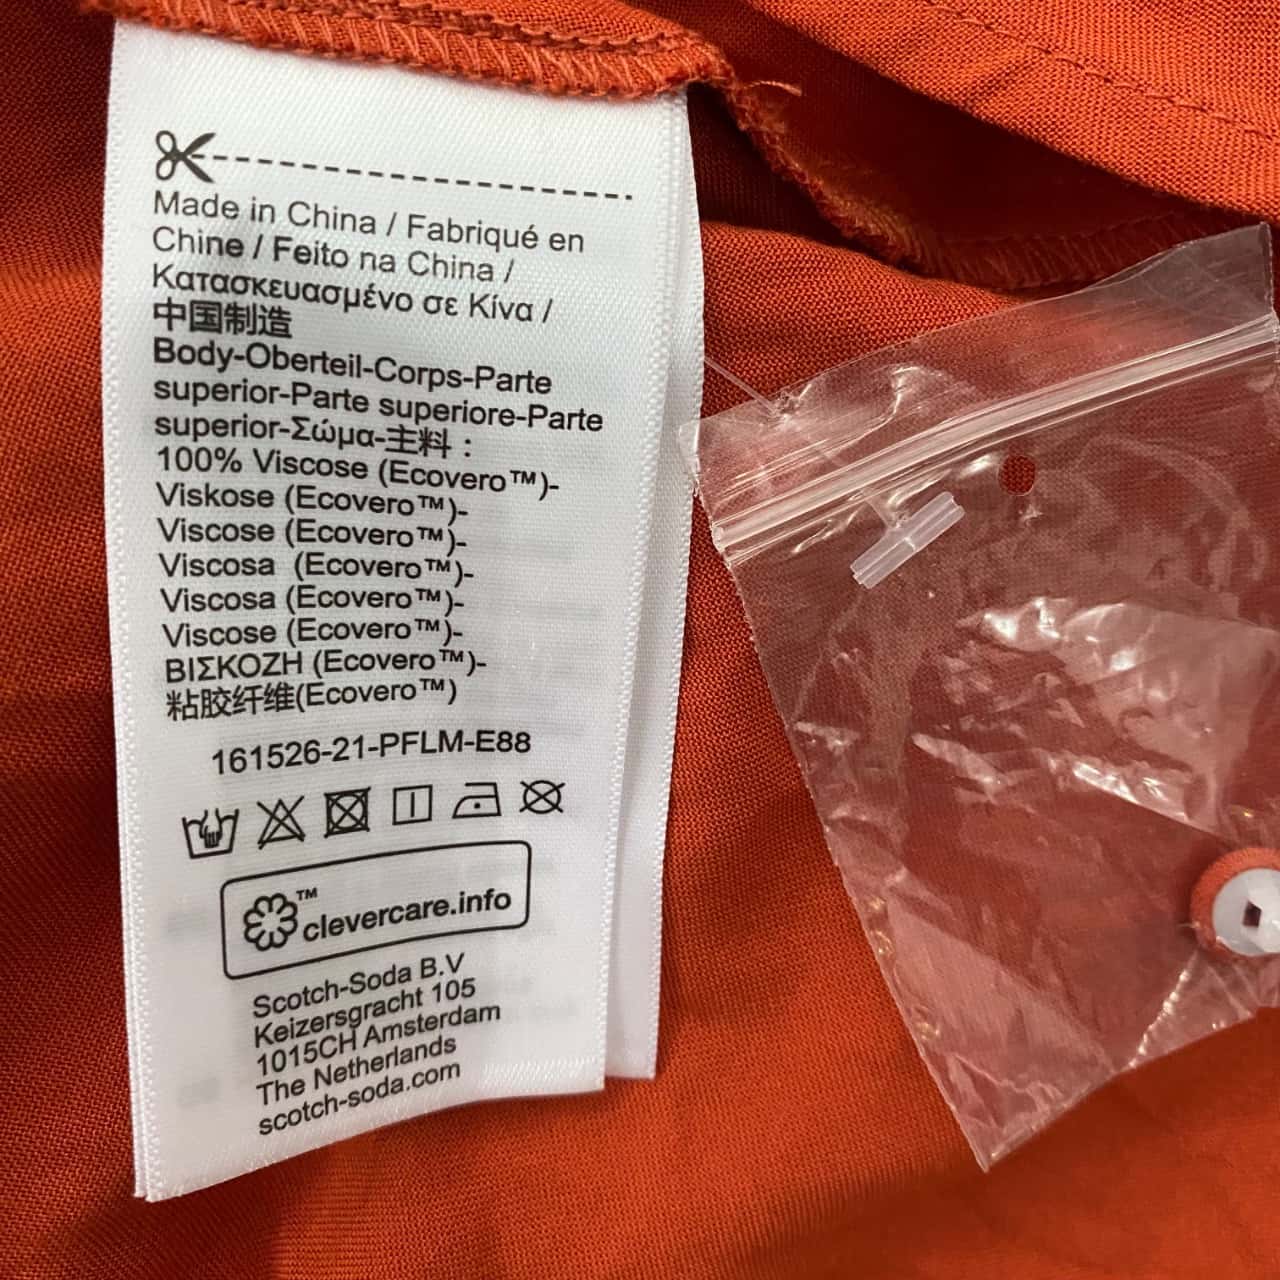 Made in China / Fabriqué en
Chine / Feito na China /
Κατασκευασμένο σε Κίνα /
中国制造
Body-Oberteil-Corps-Parte
superior-Parte superiore-Parte
superior-Σώμα-主料：
100% Viscose (Ecovero™)-
Viskose (Ecovero™)-
Viscose (Ecovero™)-
Viscosa (Ecovero™)-
Viscosa (Ecovero™)-
Viscose (Ecovero™)-
ΒΙΣΚΟΖΗ (Ecovero™)-
粘胶纤维(Ecovero™)
161526-21-PFLM-E88
™clevercare.info
Scotch-Soda B.V
Keizersgracht 105
1015CH Amsterdam
The Netherlands
scotch-soda.com